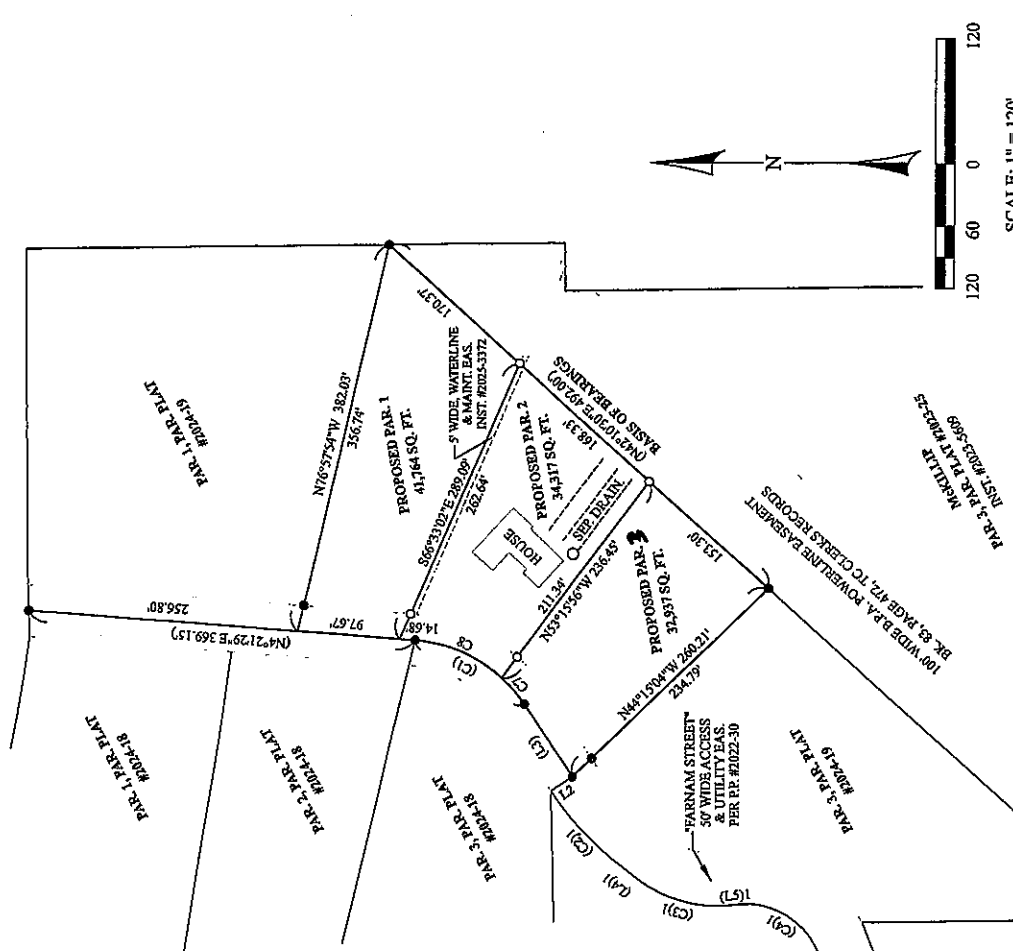 PAR. 1, PAR. PLAT
#2024-19
256.80'
(N4°21'29"E 369.15')
97.67'
14.68'
N76°57'54"W 382.03'
356.74'
PROPOSED PAR. 1
41,764 SQ. FT.
170.37'
5' WIDE, WATERLINE
& MAINT. EAS.
INST. #2025-3372
S66°33'02"E 289.09'
262.64'
PROPOSED PAR. 2
34,317 SQ. FT.
168.33'
(N42°10'30"E 492.00')
BASIS OF BEARINGS
HOUSE
SEP. DRAIN.
C8
(C1)
C7
(L3)
L2
211.34'
N53°15'56"W 236.45'
PROPOSED PAR. 3
32,937 SQ. FT.
153.30'
N44°15'04"W 260.21'
234.79'
PAR. 1, PAR. PLAT
#2024-18
PAR. 2, PAR. PLAT
#2024-18
PAR. 3, PAR. PLAT
#2024-18
"FARNAM STREET"
50' WIDE ACCESS
& UTILITY EAS.
PER P.P. #2022-30
(C2)1
(L4)1
(C3)1
(L5)1
(C4)1
PAR. 3, PAR. PLAT
#2024-19
100' WIDE B.P.A. POWERLINE EASEMENT
BK. 83, PAGE 472, TC CLERKS RECORDS
McKILLIP
PAR. 3, PAR. PLAT #2023-25
INST. #2023-5609
N
120 60 0 120
SCALE: 1" = 120'